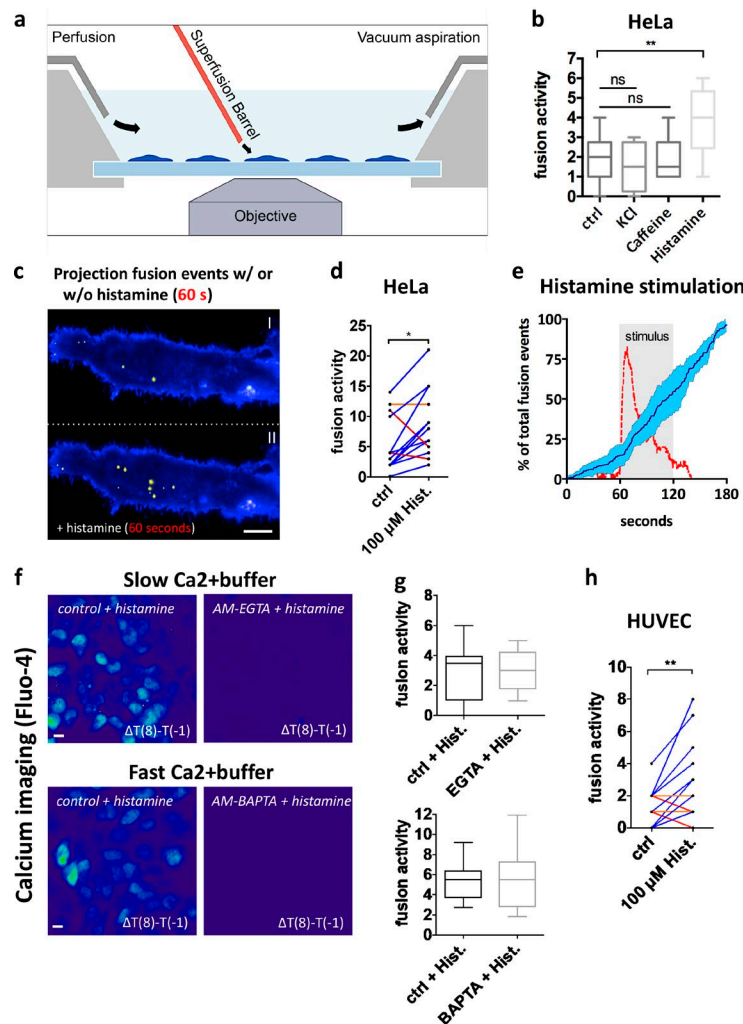 a
Perfusion
Superfusion Barrel
Vacuum aspiration
Objective
b
HeLa
**
ns
ns
fusion activity
7
6
5
4
3
2
1
0
ctrl
KCl
Caffeine
Histamine
c
Projection fusion events w/ or
w/o histamine (60 s)
I
II
+ histamine (60 seconds)
d
HeLa
*
fusion activity
25
20
15
10
5
0
ctrl
100 µM Hist.
e
Histamine stimulation
stimulus
% of total fusion events
100
75
50
25
0
0
60
120
180
seconds
f
Calcium imaging (Fluo-4)
Slow Ca2+buffer
control + histamine
ΔT(8)-T(-1)
AM-EGTA + histamine
ΔT(8)-T(-1)
Fast Ca2+buffer
control + histamine
ΔT(8)-T(-1)
AM-BAPTA + histamine
ΔT(8)-T(-1)
g
fusion activity
8
6
4
2
0
ctrl + Hist.
EGTA + Hist.
fusion activity
12
10
8
6
4
2
0
ctrl + Hist.
BAPTA + Hist.
h
HUVEC
**
fusion activity
10
8
6
4
2
0
ctrl
100 µM Hist.